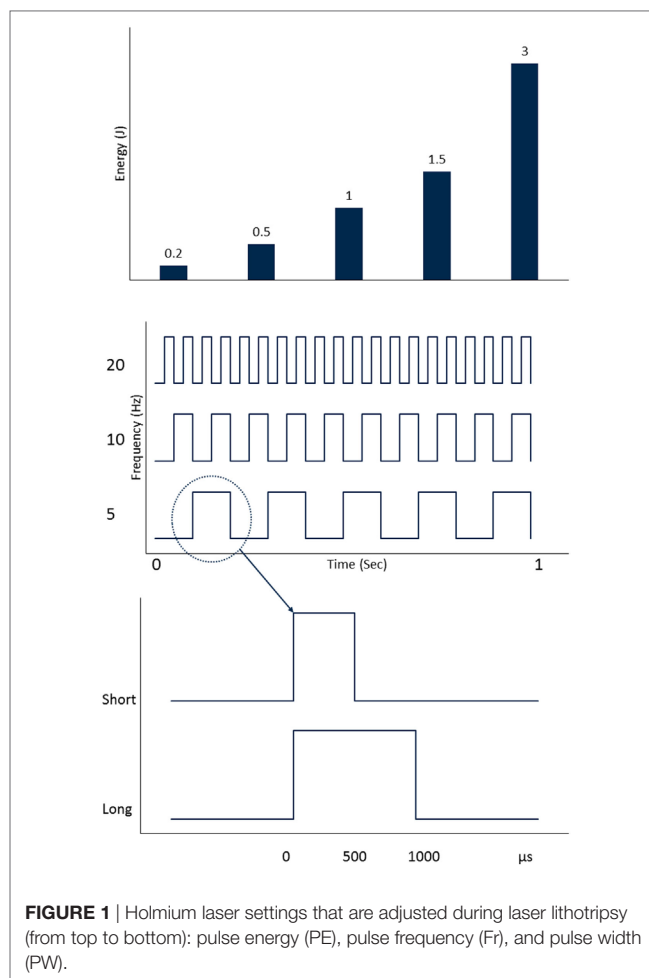 3
1.5
1
0.5
0.2
Energy (J)
20
10
5
Frequency (Hz)
0
Time (Sec)
1
Short
Long
0 500 1000 µs
FIGURE 1 | Holmium laser settings that are adjusted during laser lithotripsy
(from top to bottom): pulse energy (PE), pulse frequency (Fr), and pulse width
(PW).